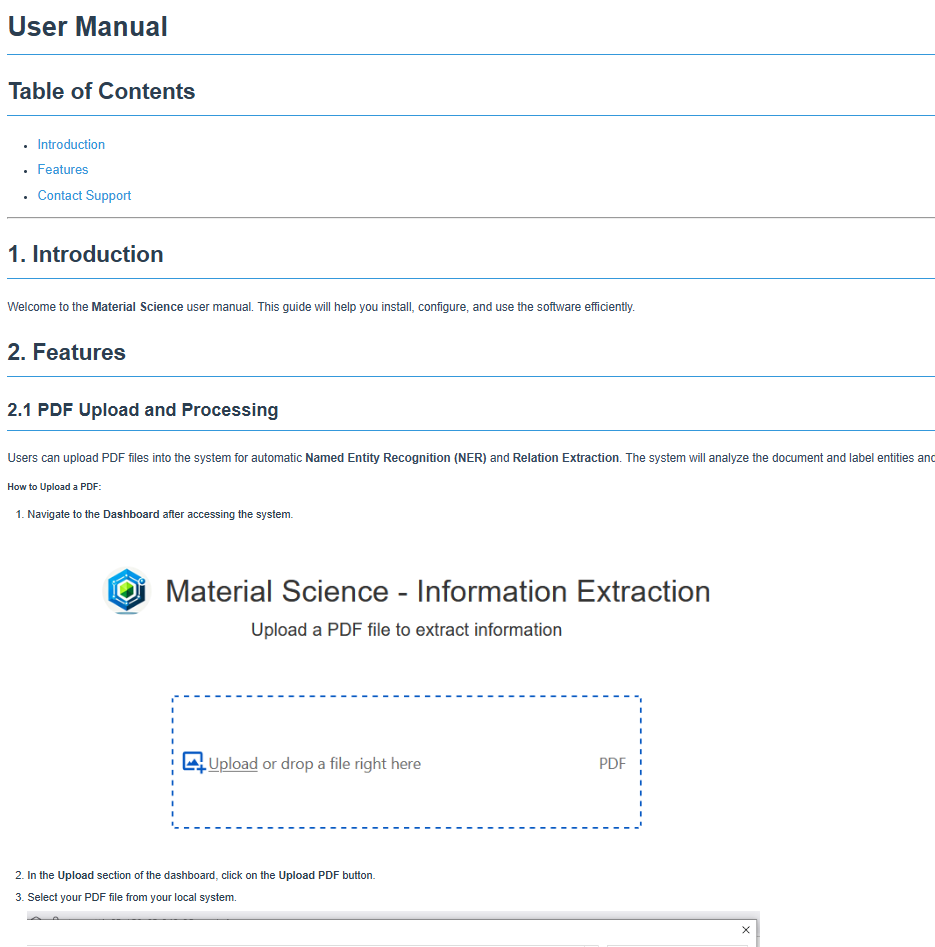 User Manual
Table of Contents
Introduction
Features
Contact Support
1. Introduction
Welcome to the Material Science user manual. This guide will help you install, configure, and use the software efficiently.
2. Features
2.1 PDF Upload and Processing
Users can upload PDF files into the system for automatic Named Entity Recognition (NER) and Relation Extraction. The system will analyze the document and label entities and
How to Upload a PDF:
1. Navigate to the Dashboard after accessing the system.
Material Science - Information Extraction
Upload a PDF file to extract information
Upload or drop a file right here PDF
2. In the Upload section of the dashboard, click on the Upload PDF button.
3. Select your PDF file from your local system.